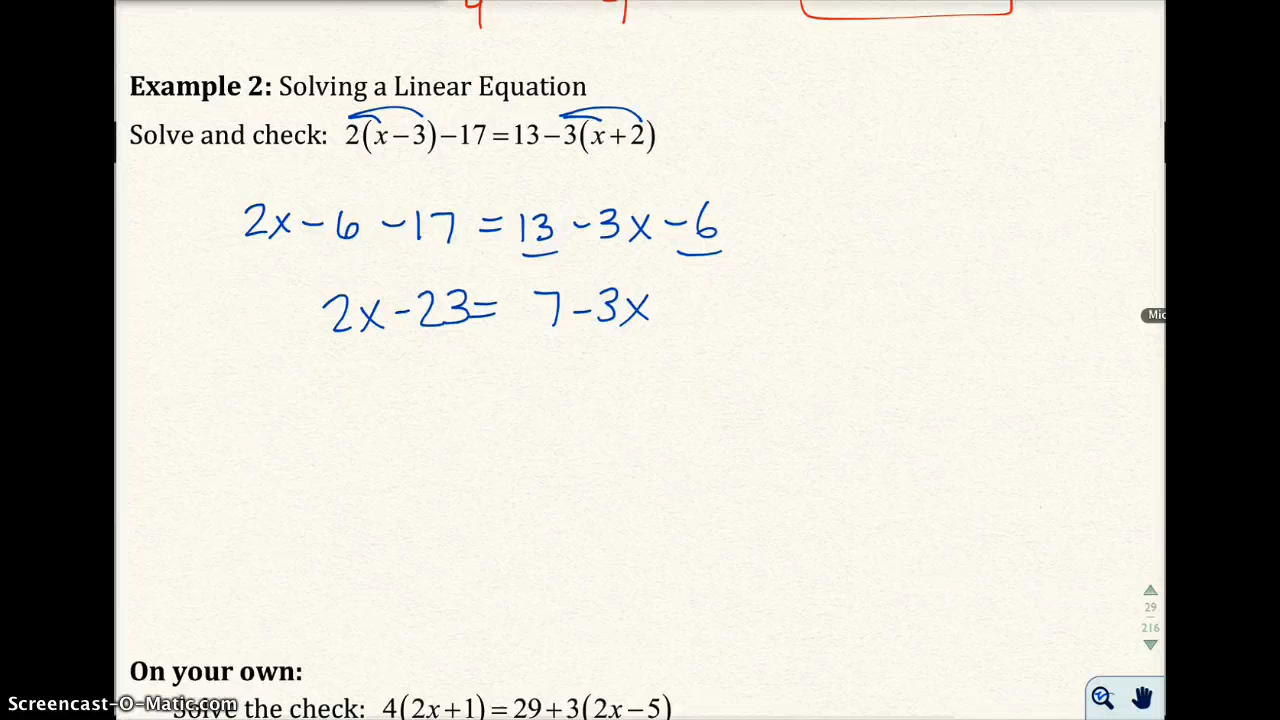 Example 2: Solving a Linear Equation
Solve and check: 2(x−3)−17=13−3(x+2)
2x − 6 − 17 = 13 − 3x − 6
2x − 23 = 7 − 3x
Mic
29
216
On your own:
Solve the check: 4(2x+1)=29+3(2x−5)
Screencast-O-Matic.com